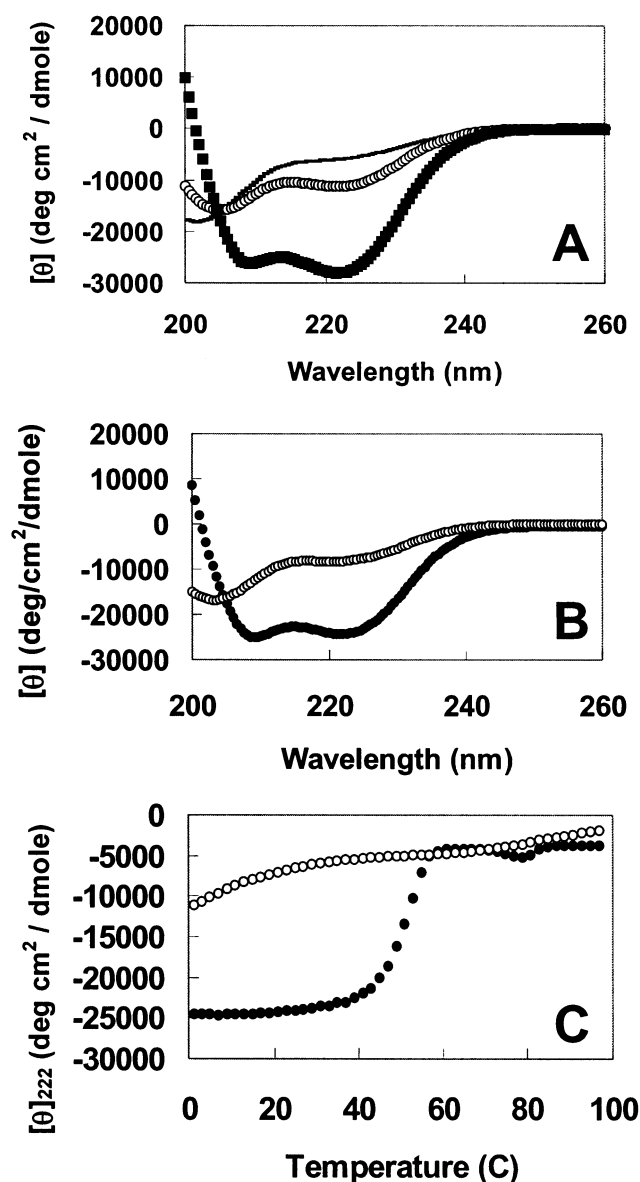 20000
10000
0
-10000
-20000
-30000
[θ] (deg cm² / dmole)
A
200 220 240 260
Wavelength (nm)
20000
10000
0
-10000
-20000
-30000
[θ] (deg/cm²/dmole)
B
200 220 240 260
Wavelength (nm)
0
-5000
-10000
-15000
-20000
-25000
-30000
[θ]₂₂₂ (deg cm² / dmole)
C
0 20 40 60 80 100
Temperature (C)